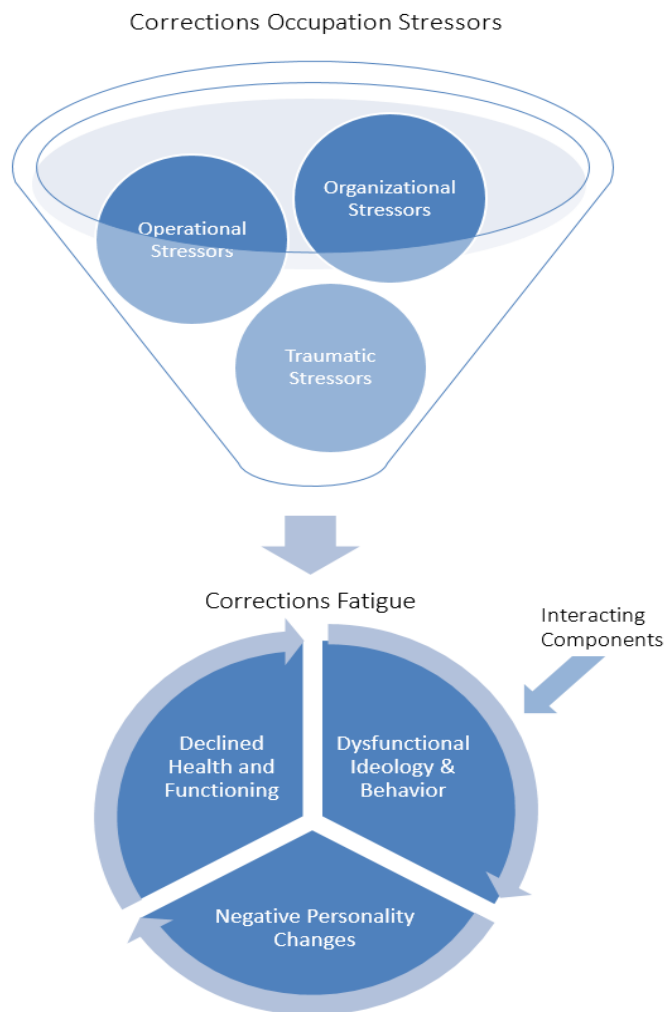 Corrections Occupation Stressors
Organizational
Stressors
Operational
Stressors
Traumatic
Stressors
Corrections Fatigue
Interacting
Components
Declined
Health and
Functioning
Dysfunctional
Ideology &
Behavior
Negative Personality
Changes